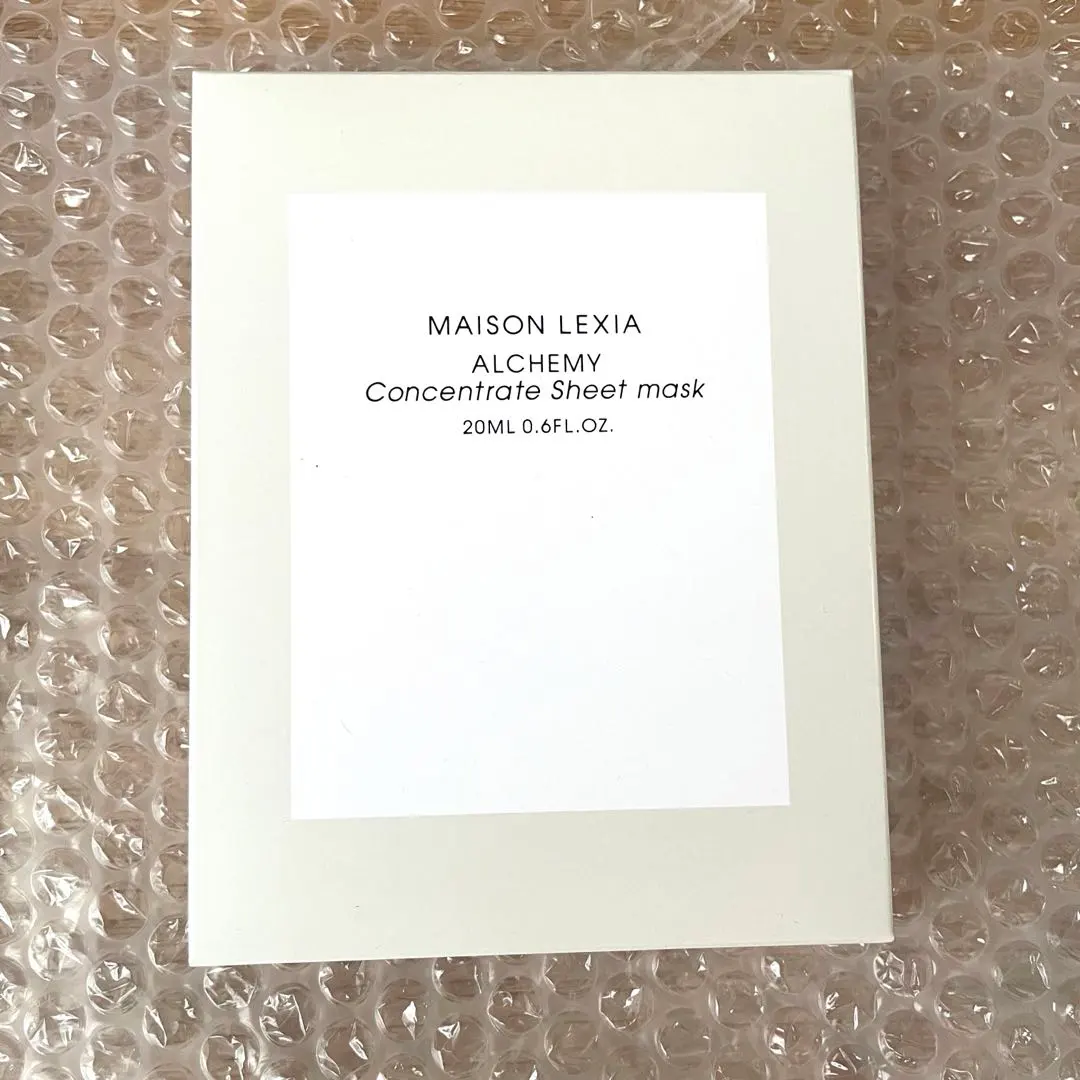 MAISON LEXIA
ALCHEMY
Concentrate Sheet mask
20ML 0.6FL.OZ.